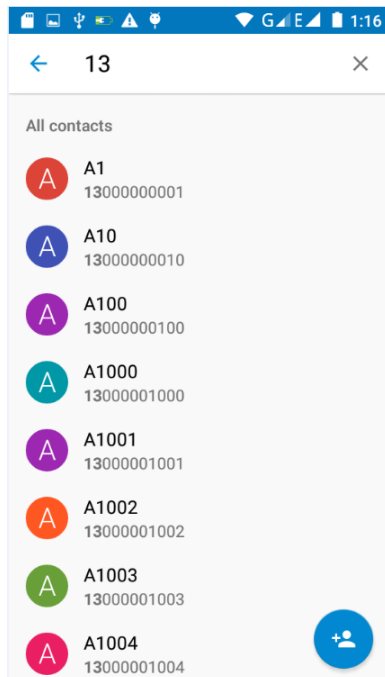 G E 1:16
13
All contacts
A A1
13000000001
A A10
13000000010
A A100
13000000100
A A1000
13000001000
A A1001
13000001001
A A1002
13000001002
A A1003
13000001003
A A1004
13000001004